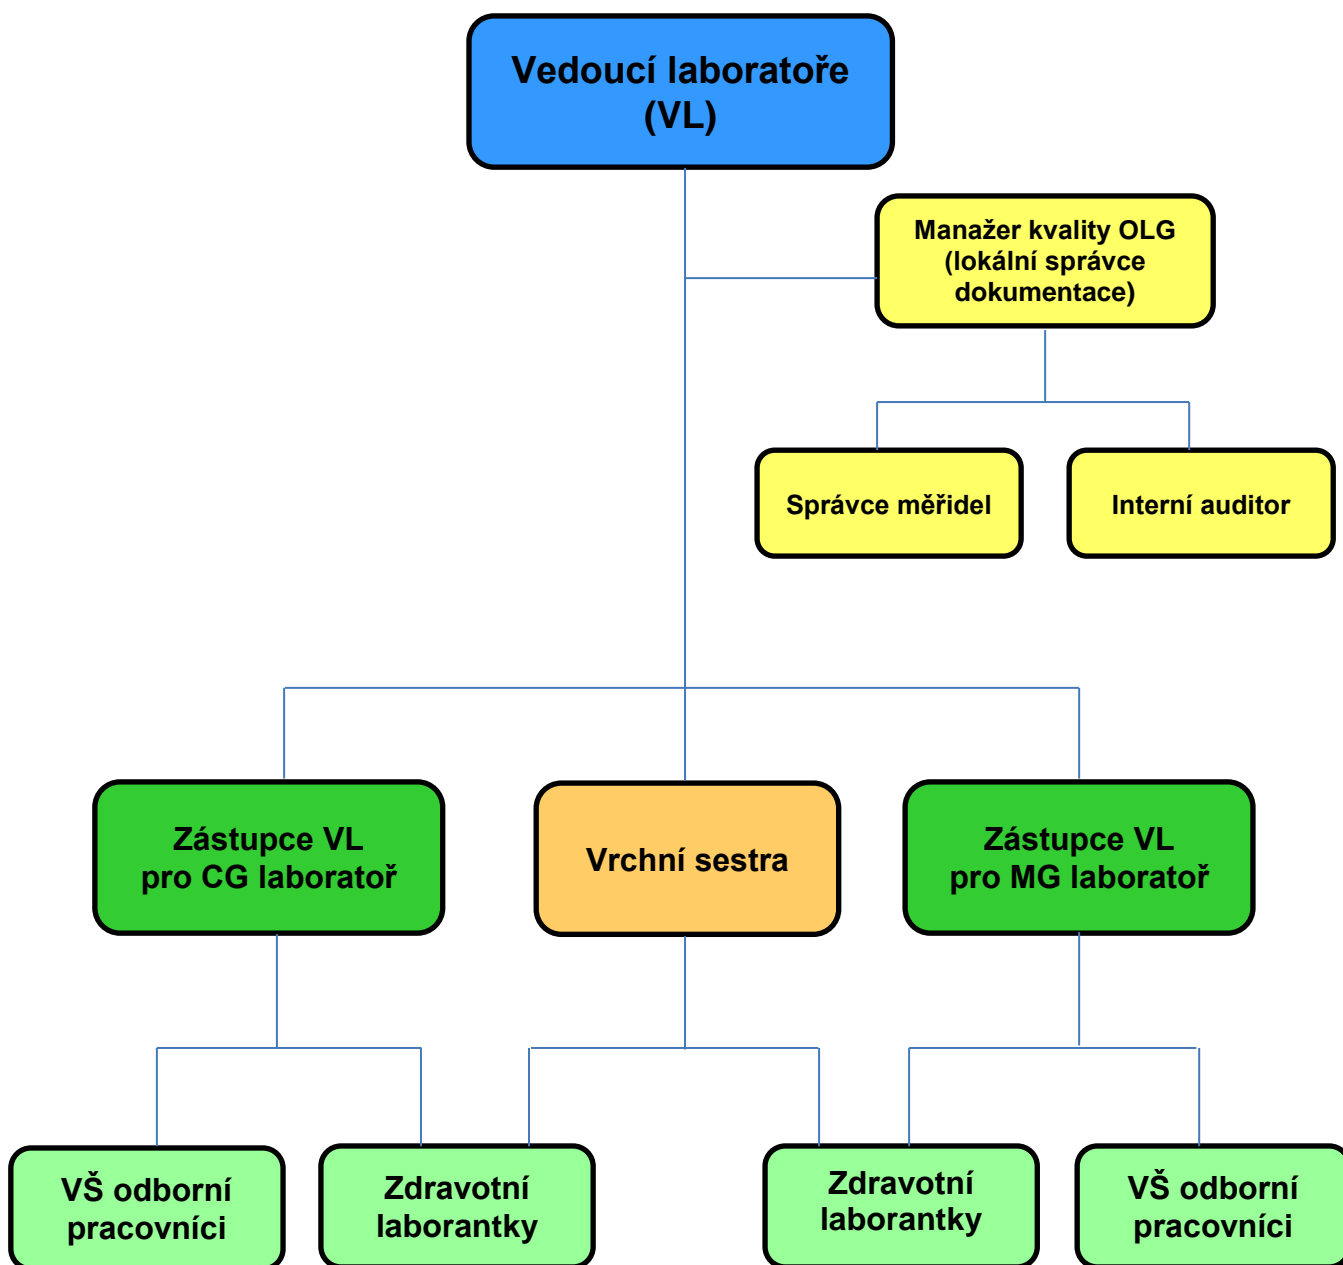 Vedoucí laboratoře
(VL)
Manažer kvality OLG
(lokální správce
dokumentace)
Správce měřidel
Interní auditor
Zástupce VL
pro CG laboratoř
Vrchní sestra
Zástupce VL
pro MG laboratoř
VŠ odborní
pracovníci
Zdravotní
laborantky
Zdravotní
laborantky
VŠ odborní
pracovníci